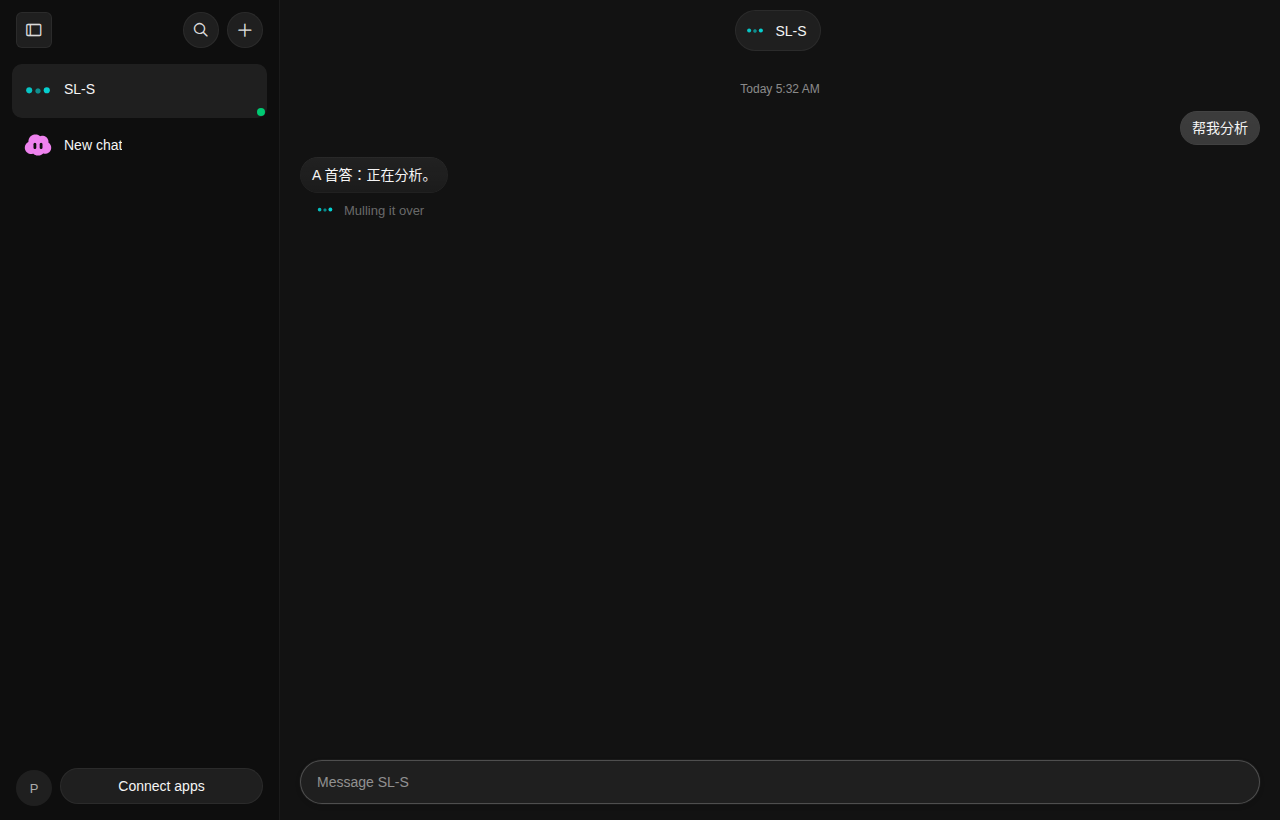 SL-S
New chat
P
Connect apps
SL-S
Today 5:32 AM
帮我分析
A 首答：正在分析。
Mulling it over
Message SL-S